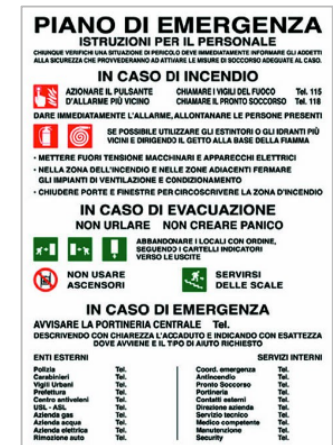 PIANO DI EMERGENZA
ISTRUZIONI PER IL PERSONALE
CHIUNQUE VERIFICHI UNA SITUAZIONE DI PERICOLO DEVE IMMEDIATAMENTE INFORMARE GLI ADDETTI
ALLA SICUREZZA CHE PROVVEDERANNO AD ATTIVARE LE MISURE DI SOCCORSO ADEGUATE AL CASO.
IN CASO DI INCENDIO
AZIONARE IL PULSANTE CHIAMARE I VIGILI DEL FUOCO Tel. 115
D'ALLARME PIÙ VICINO CHIAMARE IL PRONTO SOCCORSO Tel. 118
DARE IMMEDIATAMENTE L'ALLARME, ALLONTANARE LE PERSONE PRESENTI
SE POSSIBILE UTILIZZARE GLI ESTINTORI O GLI IDRANTI PIÙ
VICINI E DIRIGENDO IL GETTO ALLA BASE DELLA FIAMMA
• METTERE FUORI TENSIONE MACCHINARI E APPARECCHI ELETTRICI
• NELLA ZONA DELL'INCENDIO E NELLE ZONE ADIACENTI FERMARE
GLI IMPIANTI DI VENTILAZIONE E CONDIZIONAMENTO
• CHIUDERE PORTE E FINESTRE PER CIRCOSCRIVERE LA ZONA D'INCENDIO
IN CASO DI EVACUAZIONE
NON URLARE NON CREARE PANICO
ABBANDONARE I LOCALI CON ORDINE,
SEGUENDO I CARTELLI INDICATORI
VERSO LE USCITE
NON USARE SERVIRSI
ASCENSORI DELLE SCALE
IN CASO DI EMERGENZA
AVVISARE LA PORTINERIA CENTRALE Tel.
DESCRIVENDO CON CHIAREZZA L'ACCADUTO E INDICANDO CON ESATTEZZA
DOVE AVVIENE E IL TIPO DI AIUTO RICHIESTO
ENTI ESTERNI SERVIZI INTERNI
Polizia Tel. Coord. emergenza Tel.
Carabinieri Tel. Antincendio Tel.
Vigili Urbani Tel. Pronto Soccorso Tel.
Prefettura Tel. Portineria Tel.
Centro antiveleni Tel. Contatti esterni Tel.
USL - ASL Tel. Direzione azienda Tel.
Azienda gas Tel. Servizio tecnico Tel.
Azienda acqua Tel. Medico competente Tel.
Azienda elettrica Tel. Manutenzione Tel.
Rimozione auto Tel. Security Tel.